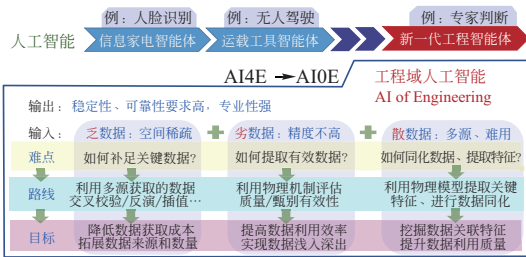 例：人脸识别 例：无人驾驶 例：专家判断
人工智能 信息家电智能体 运载工具智能体 新一代工程智能体
AI4E → AI0E 工程域人工智能
AI of Engineering
输出：稳定性、可靠性要求高，专业性强
输入：乏数据：空间稀疏 + 劣数据：精度不高 + 散数据：多源、难用
难点 如何补足关键数据? 如何提取有效数据? 如何同化数据、提取特征?
路线 利用多源获取的数据 利用物理机制评估 利用物理模型提取关键
交叉校验/反演/插值… 质量/甄别有效性 特征、进行数据同化
目标 降低数据获取成本 提高数据利用效率 挖掘数据关联特征
拓展数据来源和数量 实现数据浅入深出 提升数据利用质量